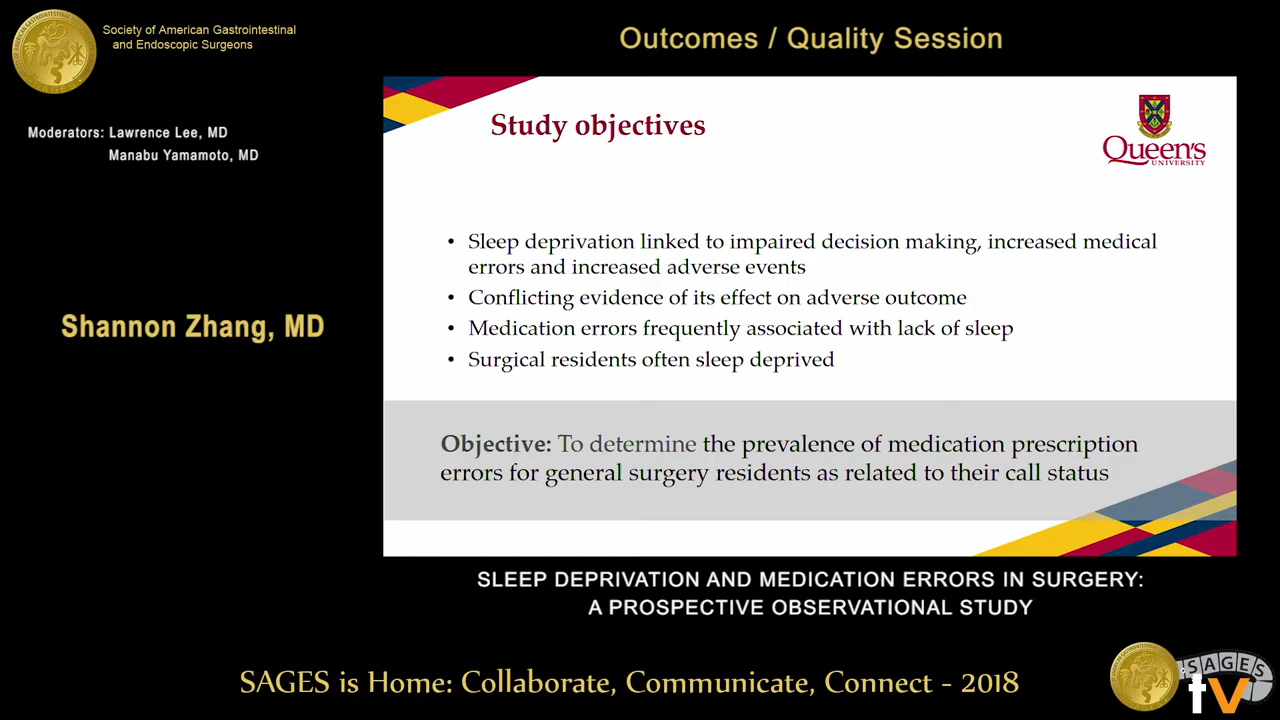 Society of American Gastrointestinal
and Endoscopic Surgeons
Outcomes / Quality Session
Moderators: Lawrence Lee, MD
Manabu Yamamoto, MD
Shannon Zhang, MD
Study objectives
Queen's
UNIVERSITY
• Sleep deprivation linked to impaired decision making, increased medical
errors and increased adverse events
• Conflicting evidence of its effect on adverse outcome
• Medication errors frequently associated with lack of sleep
• Surgical residents often sleep deprived
Objective: To determine the prevalence of medication prescription
errors for general surgery residents as related to their call status
SLEEP DEPRIVATION AND MEDICATION ERRORS IN SURGERY:
A PROSPECTIVE OBSERVATIONAL STUDY
SAGES is Home: Collaborate, Communicate, Connect - 2018
SAGES
tv